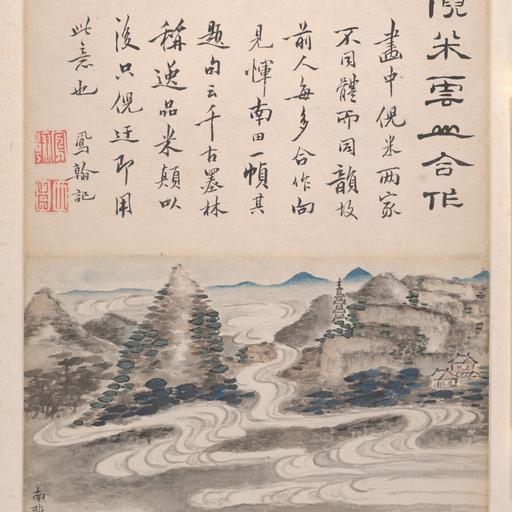 倪米雲山合作
畫中倪米兩家
不同體而同韻故
前人每多合作向
見惲南田一幀其
題句云千古墨林
稱逸品米顛以
後只倪迂即用
此意也 鳳翰記
南